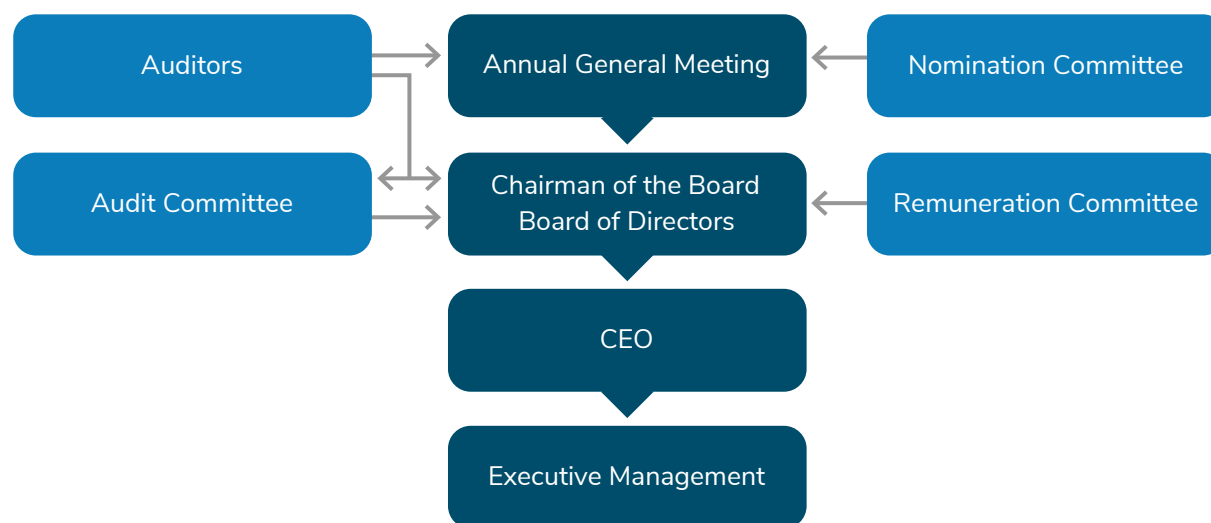 Auditors
Annual General Meeting
Nomination Committee
Audit Committee
Chairman of the Board
Board of Directors
Remuneration Committee
CEO
Executive Management